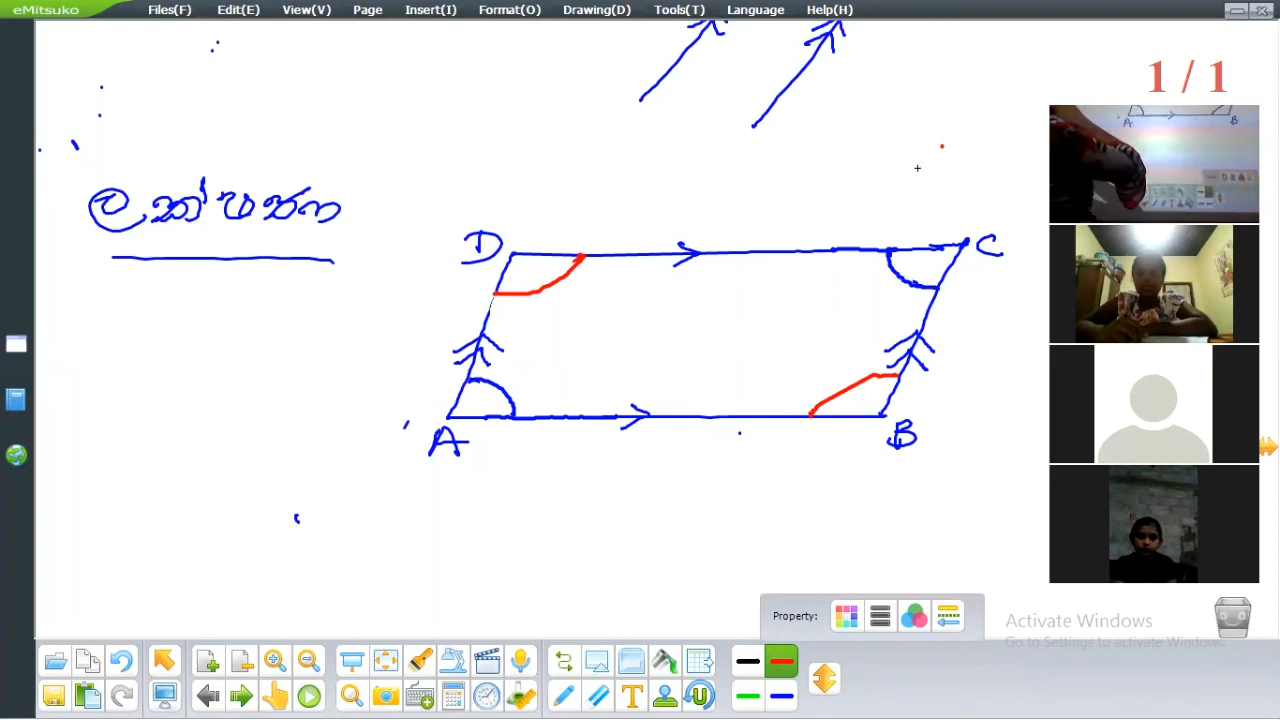 eMitsuko Files(F) Edit(E) View(V) Page Insert(I) Format(O) Drawing(D) Tools(T) Language Help(H)
1 / 1
A B
D C
A B
Property:
Activate Windows
Go to Settings to activate Windows.